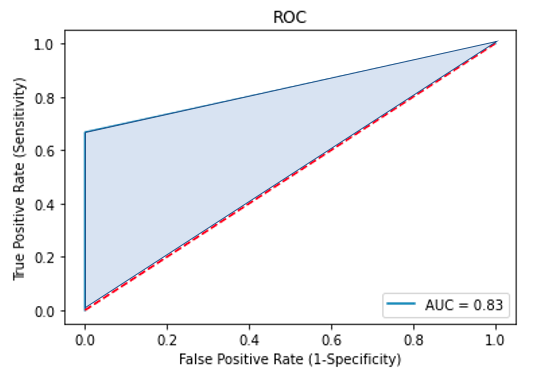 ROC
True Positive Rate (Sensitivity)
1.0
0.8
0.6
0.4
0.2
0.0
AUC = 0.83
0.0 0.2 0.4 0.6 0.8 1.0
False Positive Rate (1-Specificity)